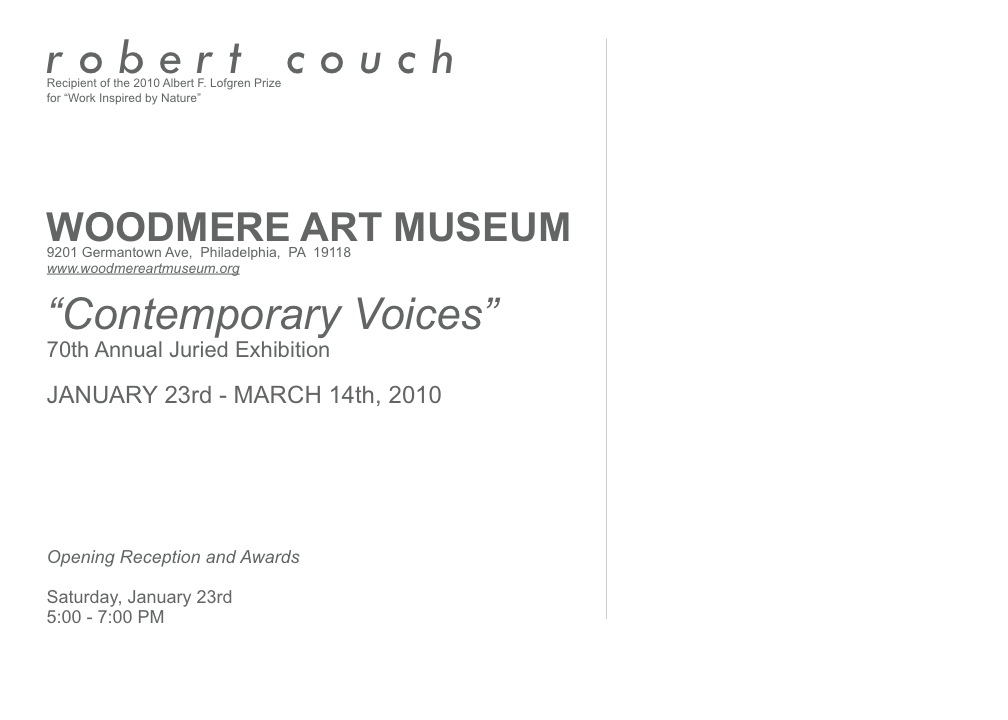 robert couch
Recipient of the 2010 Albert F. Lofgren Prize
for “Work Inspired by Nature”
WOODMERE ART MUSEUM
9201 Germantown Ave, Philadelphia, PA 19118
www.woodmereartmuseum.org
“Contemporary Voices”
70th Annual Juried Exhibition
JANUARY 23rd - MARCH 14th, 2010
Opening Reception and Awards
Saturday, January 23rd
5:00 - 7:00 PM